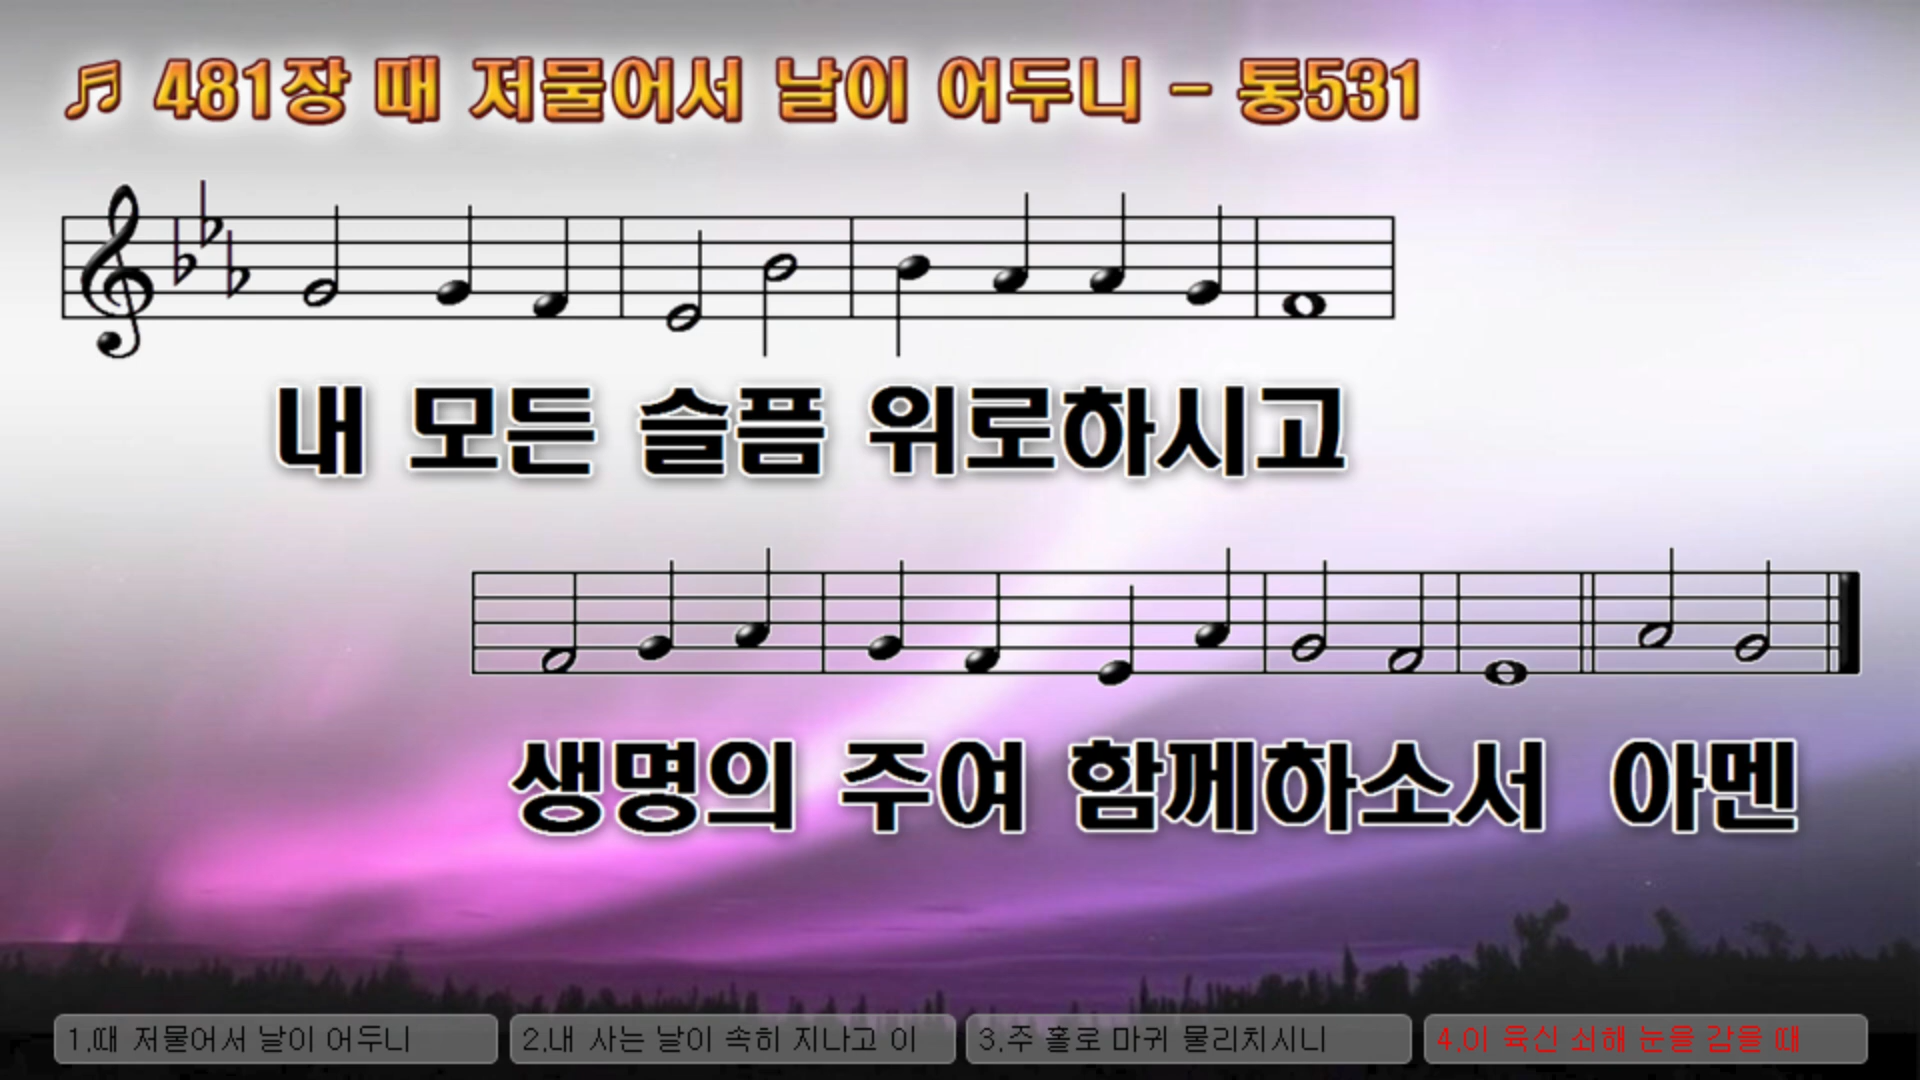 ♬ 481장 때 저물어서 날이 어두니 - 통531
내 모든 슬픔 위로하시고
생명의 주여 함께하소서 아멘
1.때 저물어서 날이 어두니
2.내 사는 날이 속히 지나고 이
3.주 홀로 마귀 물리치시니
4.이 육신 쇠해 눈을 감을 때